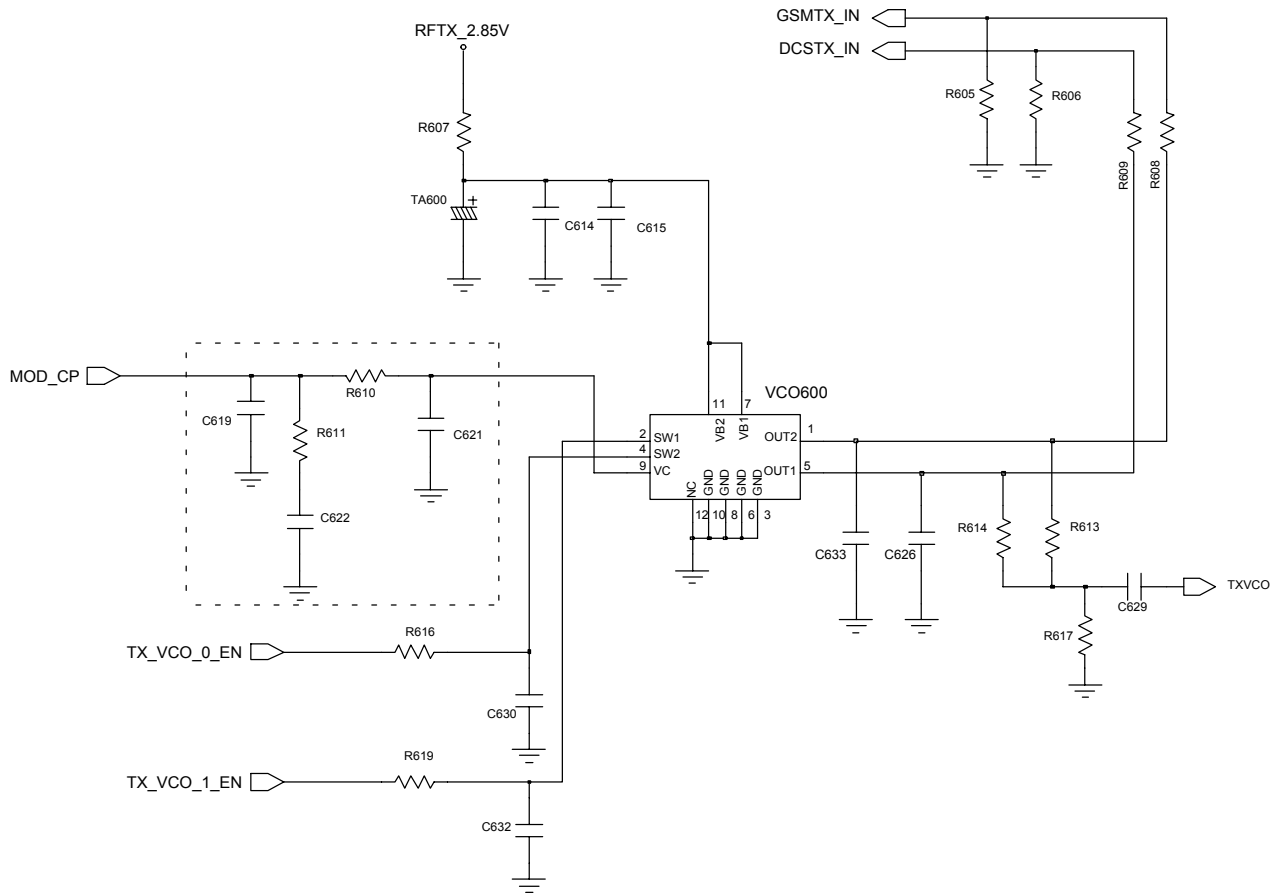 GSMTX_IN
RFTX_2.85V
DCSTX_IN
R605
R606
R607
R609
R608
TA600
+
C614
C615
MOD_CP
R610
VCO600
C619
R611
C621
11
7
VB2
VB1
2
SW1
OUT2
1
4
SW2
9
VC
OUT1
5
NC
GND
GND
GND
GND
12
10
8
6
3
C622
R614
R613
C633
C626
TXVCO
C629
R616
R617
TX_VCO_0_EN
C630
R619
TX_VCO_1_EN
C632